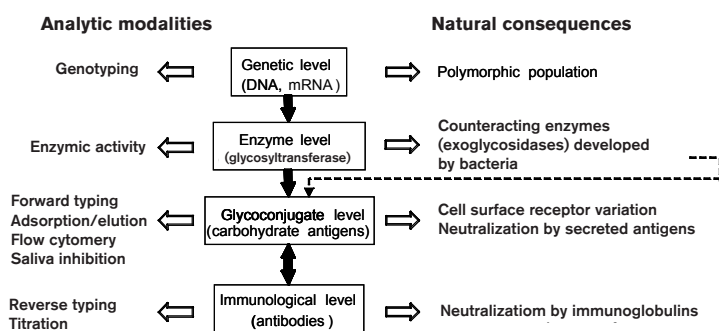 Analytic modalities
Natural consequences
Genotyping
Genetic level
(DNA, mRNA)
Polymorphic population
Enzymic activity
Enzyme level
(glycosyltransferase)
Counteracting enzymes
(exoglycosidases) developed
by bacteria
Forward typing
Adsorption/elution
Flow cytomery
Saliva inhibition
Glycoconjugate level
(carbohydrate antigens)
Cell surface receptor variation
Neutralization by secreted antigens
Reverse typing
Titration
Immunological level
(antibodies )
Neutralizatiom by immunoglobulins